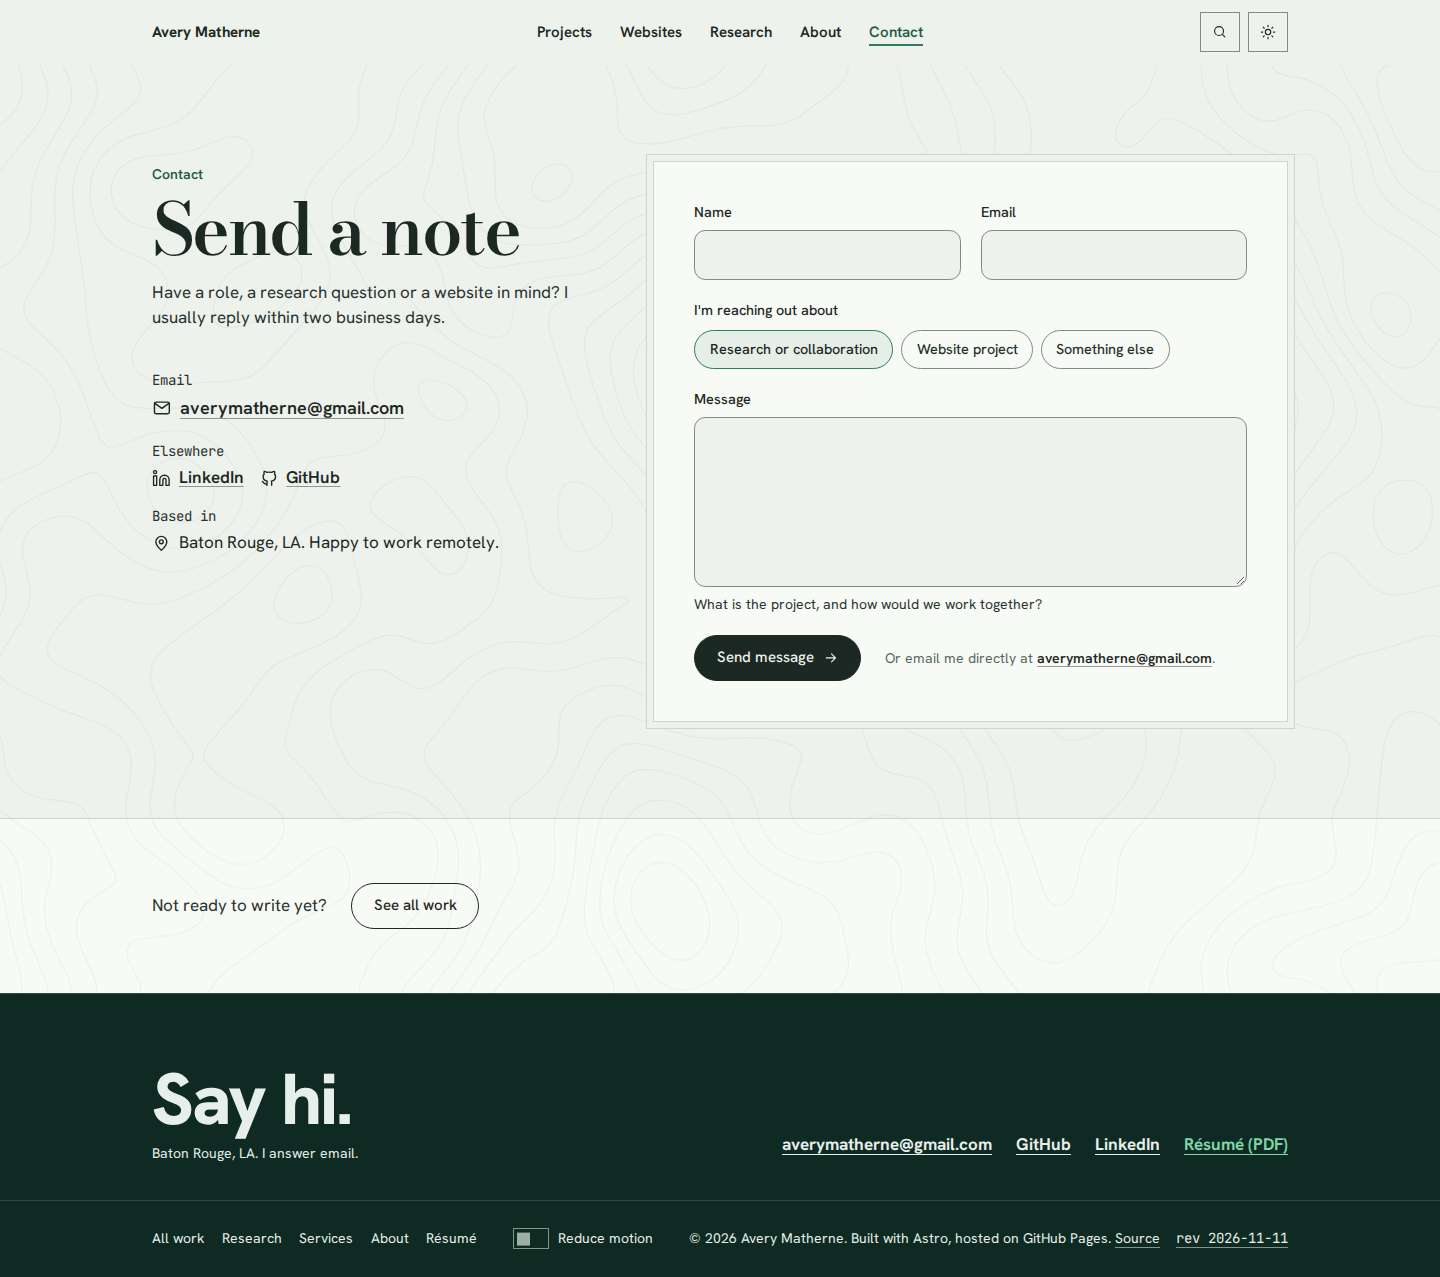 Avery Matherne
Projects Websites Research About Contact
Contact
Send a note
Have a role, a research question or a website in mind? I
usually reply within two business days.
Email
averymatherne@gmail.com
Elsewhere
LinkedIn GitHub
Based in
Baton Rouge, LA. Happy to work remotely.
Name Email
I'm reaching out about
Research or collaboration Website project Something else
Message
What is the project, and how would we work together?
Send message → Or email me directly at averymatherne@gmail.com.
Not ready to write yet? See all work
Say hi.
Baton Rouge, LA. I answer email.
averymatherne@gmail.com GitHub LinkedIn Résumé (PDF)
All work Research Services About Résumé Reduce motion © 2026 Avery Matherne. Built with Astro, hosted on GitHub Pages. Source rev 2026-11-11